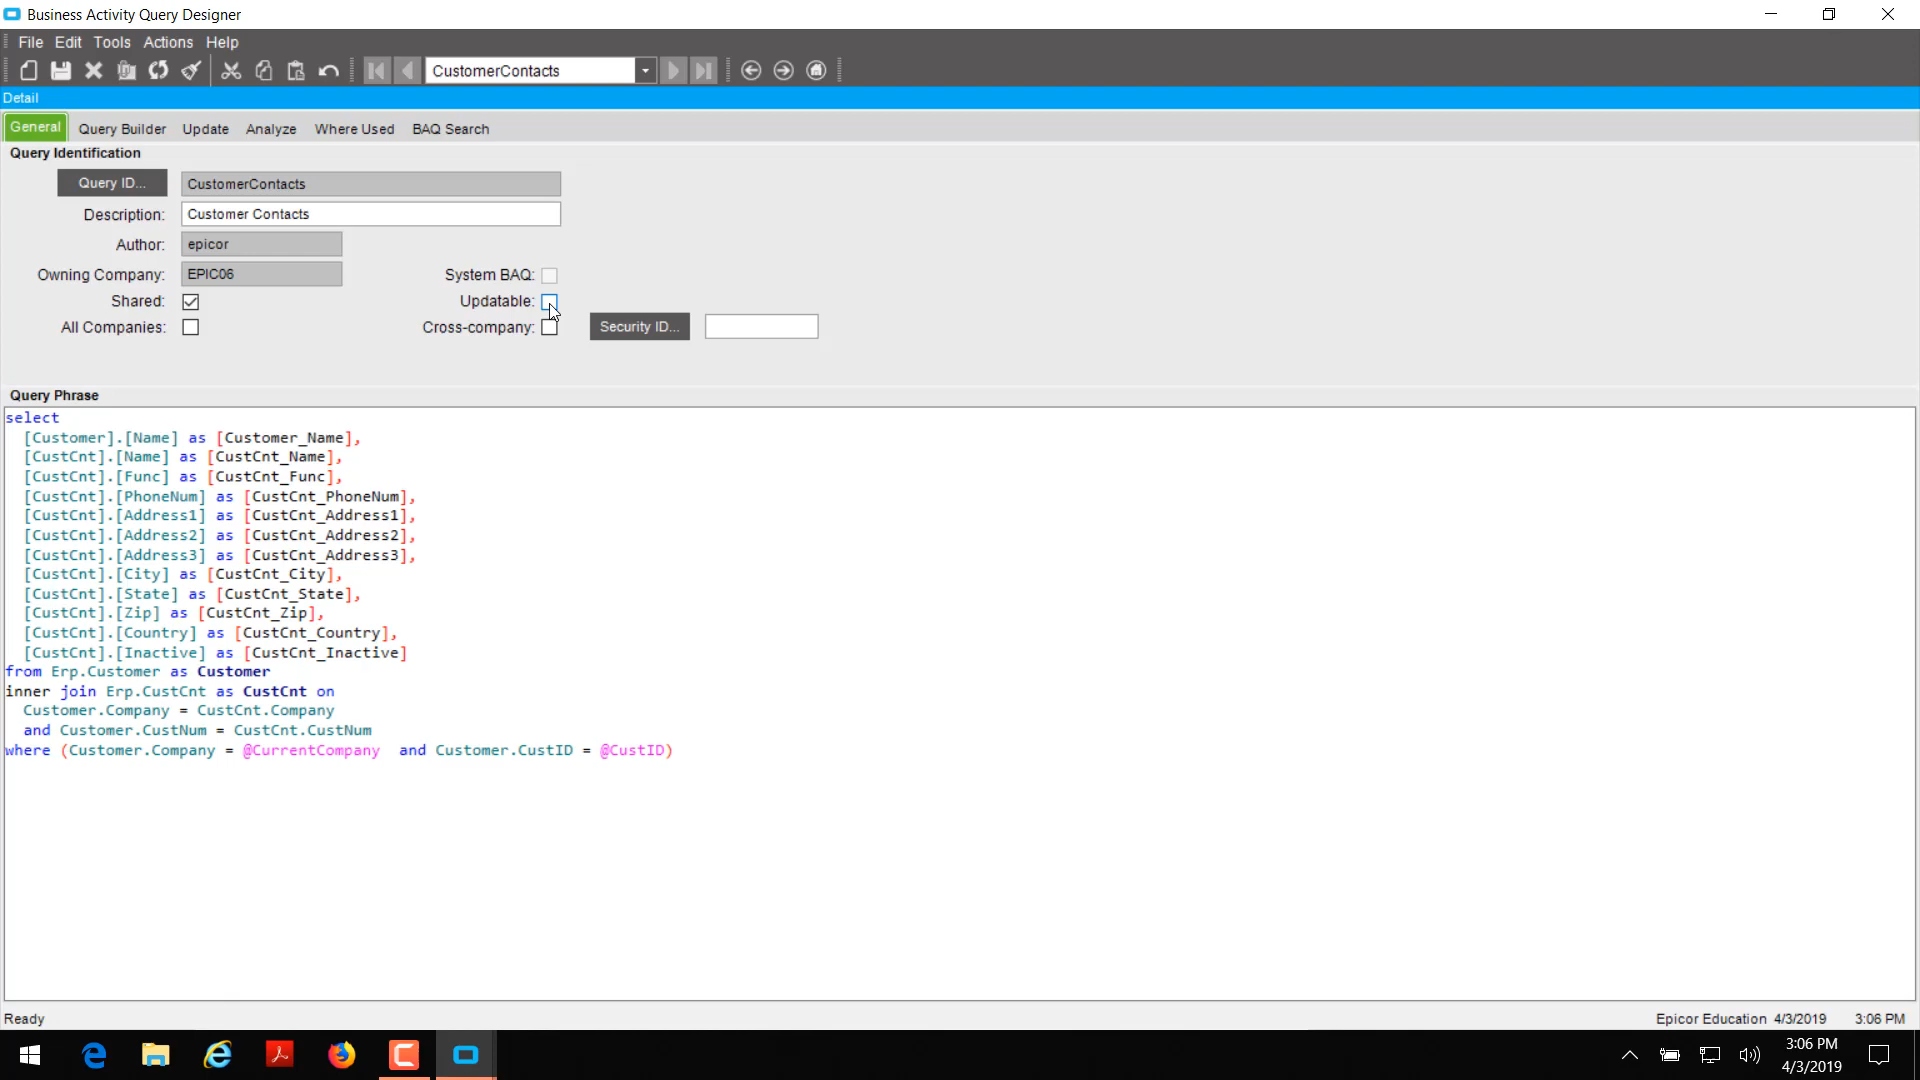 Business Activity Query Designer
File Edit Tools Actions Help
CustomerContacts
Detail
General Query Builder Update Analyze Where Used BAQ Search
Query Identification
Query ID... CustomerContacts
Description: Customer Contacts
Author: epicor
Owning Company: EPIC06 System BAQ:
Shared: Updatable:
All Companies: Cross-company: Security ID...
Query Phrase
select
[Customer].[Name] as [Customer_Name],
[CustCnt].[Name] as [CustCnt_Name],
[CustCnt].[Func] as [CustCnt_Func],
[CustCnt].[PhoneNum] as [CustCnt_PhoneNum],
[CustCnt].[Address1] as [CustCnt_Address1],
[CustCnt].[Address2] as [CustCnt_Address2],
[CustCnt].[Address3] as [CustCnt_Address3],
[CustCnt].[City] as [CustCnt_City],
[CustCnt].[State] as [CustCnt_State],
[CustCnt].[Zip] as [CustCnt_Zip],
[CustCnt].[Country] as [CustCnt_Country],
[CustCnt].[Inactive] as [CustCnt_Inactive]
from Erp.Customer as Customer
inner join Erp.CustCnt as CustCnt on
Customer.Company = CustCnt.Company
and Customer.CustNum = CustCnt.CustNum
where (Customer.Company = @CurrentCompany and Customer.CustID = @CustID)
Ready Epicor Education 4/3/2019 3:06 PM
3:06 PM
4/3/2019